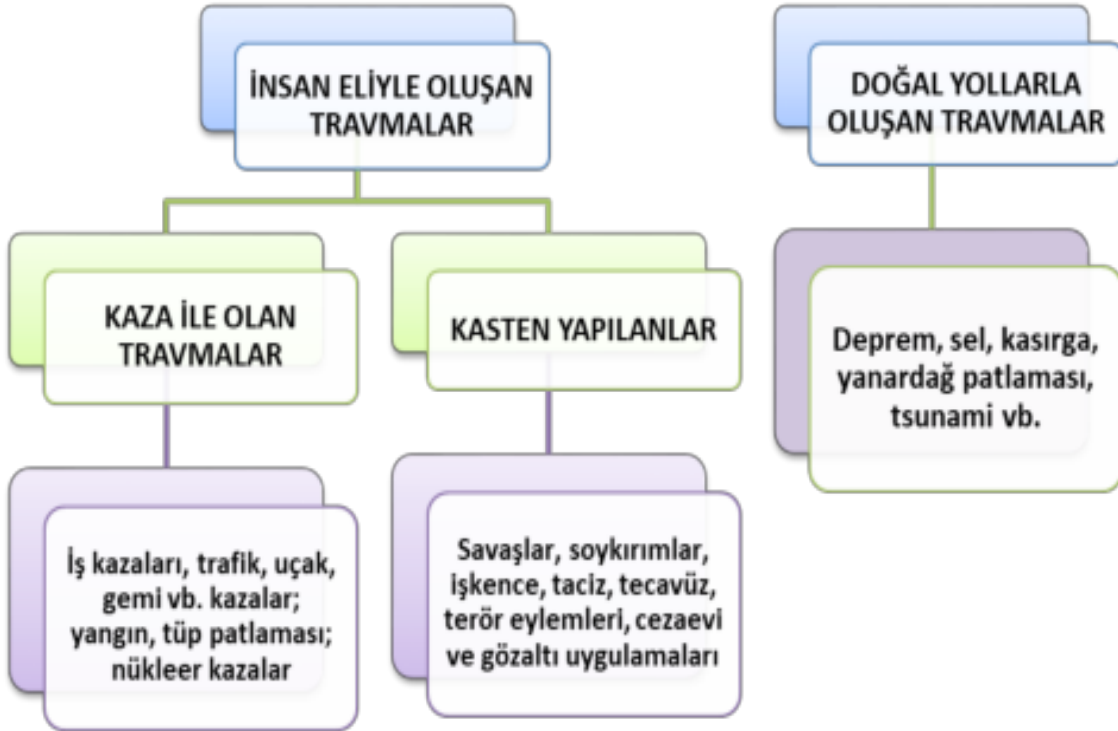 İNSAN ELİYLE OLUŞAN
TRAVMALAR
DOĞAL YOLLARLA
OLUŞAN TRAVMALAR
KAZA İLE OLAN
TRAVMALAR
KASTEN YAPILANLAR
Deprem, sel, kasırga,
yanardağ patlaması,
tsunami vb.
İş kazaları, trafik, uçak,
gemi vb. kazalar;
yangın, tüp patlaması;
nükleer kazalar
Savaşlar, soykırımlar,
işkence, taciz, tecavüz,
terör eylemleri, cezaevi
ve gözaltı uygulamaları